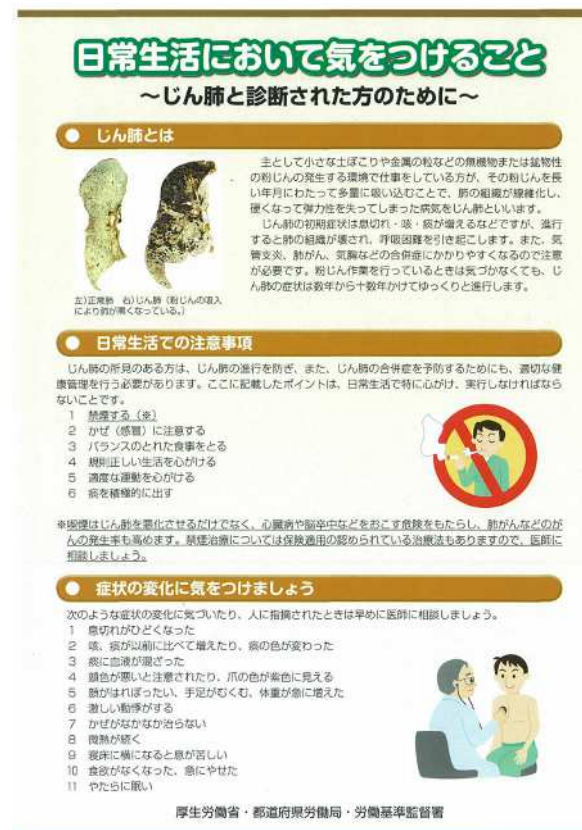 日常生活において気をつけること
～じん肺と診断された方のために～
じん肺とは
主として小さな土ぼこりや金属の粒などの無機物または鉱物性
の粉じんの発生する環境で仕事をしている方が、その粉じんを長
い年月にわたって多量に吸い込むことで、肺の組織が線維化し、
硬くなって弾力性を失ってしまった病気をじん肺といいます。
じん肺の初期症状は息切れ・咳・痰が増えるなどですが、進行
すると肺の組織が壊され、呼吸困難を引き起こします。また、気
管支炎、肺がん、気胸などの合併症にかかりやすくなるので注意
が必要です。粉じん作業を行っているときは気づかなくても、じ
ん肺の症状は数年から十数年かけてゆっくりと進行します。
左)正常肺 右)じん肺（粉じんの吸入
により肺が黒くなっている。）
日常生活での注意事項
じん肺の所見のある方は、じん肺の進行を防ぎ、また、じん肺の合併症を予防するためにも、適切な健
康管理を行う必要があります。ここに記載したポイントは、日常生活で特に心がけ、実行しなければなら
ないことです。
1 禁煙する（※）
2 かぜ（感冒）に注意する
3 バランスのとれた食事をとる
4 規則正しい生活を心がける
5 適度な運動を心がける
6 痰を積極的に出す
※喫煙はじん肺を悪化させるだけでなく、心臓病や脳卒中などをおこす危険をもたらし、肺がんなどのが
んの発生率も高めます。禁煙治療については保険適用の認められている治療法もありますので、医師に
相談しましょう。
症状の変化に気をつけましょう
次のような症状の変化に気づいたり、人に指摘されたときは早めに医師に相談しましょう。
1 息切れがひどくなった
2 咳、痰が以前に比べて増えたり、痰の色が変わった
3 痰に血液が混ざった
4 顔色が悪いと注意されたり、爪の色が紫色に見える
5 顔がはれぼったい、手足がむくむ、体重が急に増えた
6 激しい動悸がする
7 かぜがなかなか治らない
8 微熱が続く
9 寝床に横になると息が苦しい
10 食欲がなくなった、急にやせた
11 やたらに眠い
厚生労働省・都道府県労働局・労働基準監督署